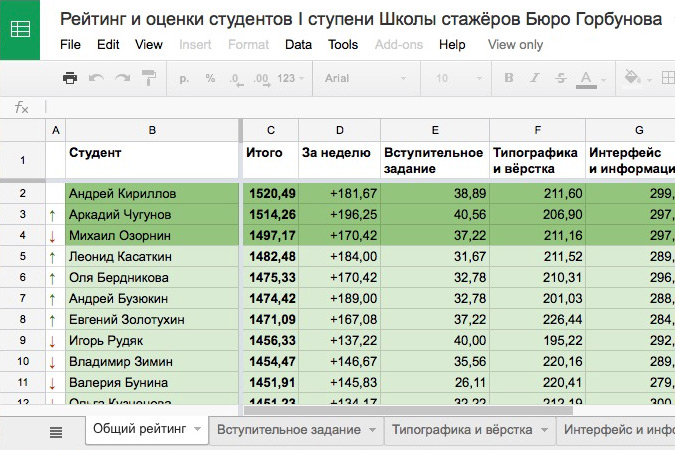 Рейтинг и оценки студентов I ступени Школы стажёров Бюро Горбунова
File Edit View Insert Format Data Tools Add-ons Help View only
р. % .0 .00 123 Arial 10 B I S A
fx
A B C D E F G
1 Студент Итого За неделю Вступительное задание Типографика и вёрстка Интерфейс и информаци
2 Андрей Кириллов 1520,49 +181,67 38,89 211,60 299,
3 ↑ Аркадий Чугунов 1514,26 +196,25 40,56 206,90 297,
4 ↓ Михаил Озорнин 1497,17 +170,42 37,22 211,16 297,
5 ↑ Леонид Касаткин 1482,48 +184,00 31,67 211,52 289,
6 ↑ Оля Бердникова 1475,33 +170,42 32,78 210,31 296,
7 ↑ Андрей Бузюкин 1474,42 +189,00 32,78 201,03 288,
8 ↑ Евгений Золотухин 1471,09 +167,08 37,22 226,44 284,
9 ↓ Игорь Рудяк 1456,33 +137,22 40,00 195,22 292,
10 ↓ Владимир Зимин 1454,47 +146,67 35,56 220,16 289,
11 ↓ Валерия Бунина 1451,91 +145,83 26,11 220,41 279,
12 Ольга Кузнецова 1451,23 +134,17 32,22 212,19 300,
Общий рейтинг Вступительное задание Типографика и вёрстка Интерфейс и инфо